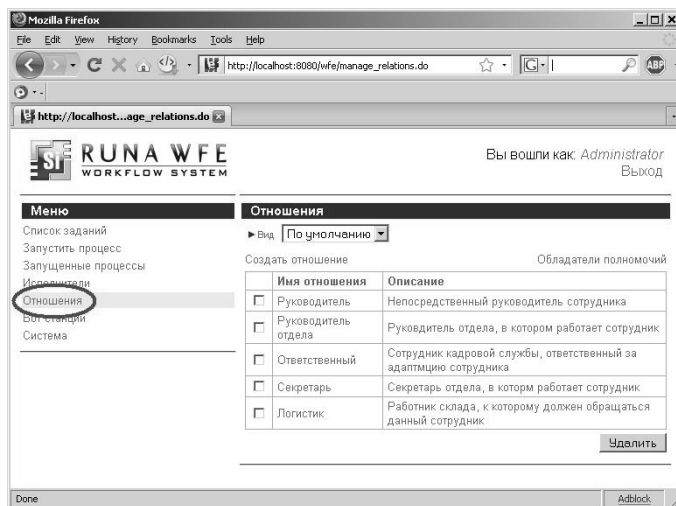 Mozilla Firefox
File Edit View History Bookmarks Tools Help
http://localhost:8080/wfe/manage_relations.do
G
ABP
http://localhost...age_relations.do
RUNA WFE
WORKFLOW SYSTEM
Вы вошли как: Administrator
Выход
Меню
Список заданий
Запустить процесс
Запущенные процессы
Исполнители
Отношения
Бот станции
Система
Отношения
Вид По умолчанию
Создать отношение Обладатели полномочий
Имя отношения Описание
Руководитель Непосредственный руководитель сотрудника
Руководитель
отдела
Руковдитель отдела, в котором работает сотрудник
Ответственный
Сотрудник кадровой службы, ответственный за
адаптмцию сотрудника
Секретарь Секретарь отдела, в которм работает сотрудник
Логистик
Работник склада, к которому должен обращаться
данный сотрудник
Удалить
Done Adblock